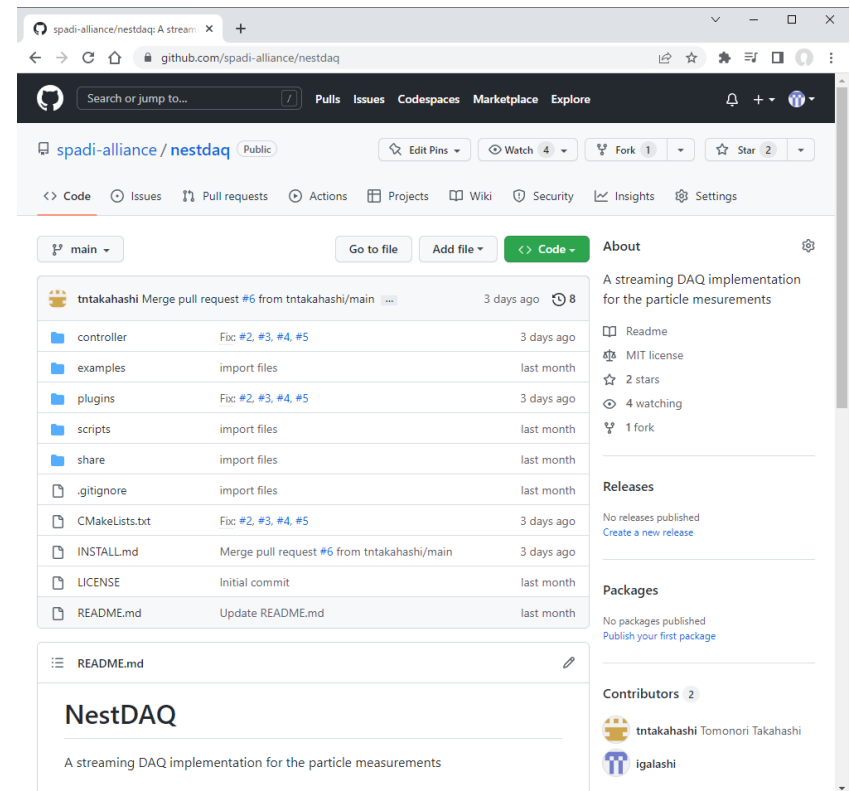 spadi-alliance/nestdaq: A stream
github.com/spadi-alliance/nestdaq
Search or jump to... / Pulls Issues Codespaces Marketplace Explore
spadi-alliance / nestdaq Public Edit Pins Watch 4 Fork 1 Star 2
Code Issues Pull requests Actions Projects Wiki Security Insights Settings
main Go to file Add file Code
tntakahashi Merge pull request #6 from tntakahashi/main ... 3 days ago 8
controller Fix: #2, #3, #4, #5 3 days ago
examples import files last month
plugins Fix: #2, #3, #4, #5 3 days ago
scripts import files last month
share import files last month
.gitignore import files last month
CMakeLists.txt Fix: #2, #3, #4, #5 3 days ago
INSTALL.md Merge pull request #6 from tntakahashi/main 3 days ago
LICENSE Initial commit last month
README.md Update README.md last month
README.md
NestDAQ
A streaming DAQ implementation for the particle measurements
About
A streaming DAQ implementation
for the particle mesurements
Readme
MIT license
2 stars
4 watching
1 fork
Releases
No releases published
Create a new release
Packages
No packages published
Publish your first package
Contributors 2
tntakahashi Tomonori Takahashi
igalashi